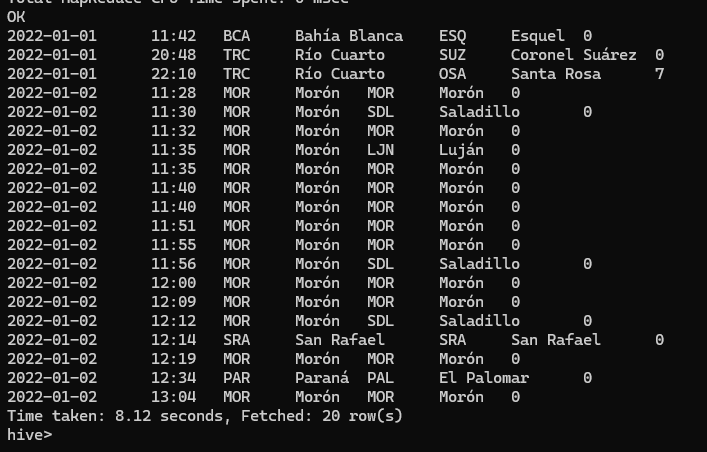 Total MapReduce CPU Time Spent: 0 msec
OK
2022-01-01	11:42	BCA	Bahía Blanca	ESQ	Esquel	0
2022-01-01	20:48	TRC	Río Cuarto	SUZ	Coronel Suárez	0
2022-01-01	22:10	TRC	Río Cuarto	OSA	Santa Rosa	7
2022-01-02	11:28	MOR	Morón	MOR	Morón	0
2022-01-02	11:30	MOR	Morón	SDL	Saladillo	0
2022-01-02	11:32	MOR	Morón	MOR	Morón	0
2022-01-02	11:35	MOR	Morón	LJN	Luján	0
2022-01-02	11:35	MOR	Morón	MOR	Morón	0
2022-01-02	11:40	MOR	Morón	MOR	Morón	0
2022-01-02	11:40	MOR	Morón	MOR	Morón	0
2022-01-02	11:51	MOR	Morón	MOR	Morón	0
2022-01-02	11:55	MOR	Morón	MOR	Morón	0
2022-01-02	11:56	MOR	Morón	SDL	Saladillo	0
2022-01-02	12:00	MOR	Morón	MOR	Morón	0
2022-01-02	12:09	MOR	Morón	MOR	Morón	0
2022-01-02	12:12	MOR	Morón	SDL	Saladillo	0
2022-01-02	12:14	SRA	San Rafael	SRA	San Rafael	0
2022-01-02	12:19	MOR	Morón	MOR	Morón	0
2022-01-02	12:34	PAR	Paraná	PAL	El Palomar	0
2022-01-02	13:04	MOR	Morón	MOR	Morón	0
Time taken: 8.12 seconds, Fetched: 20 row(s)
hive>